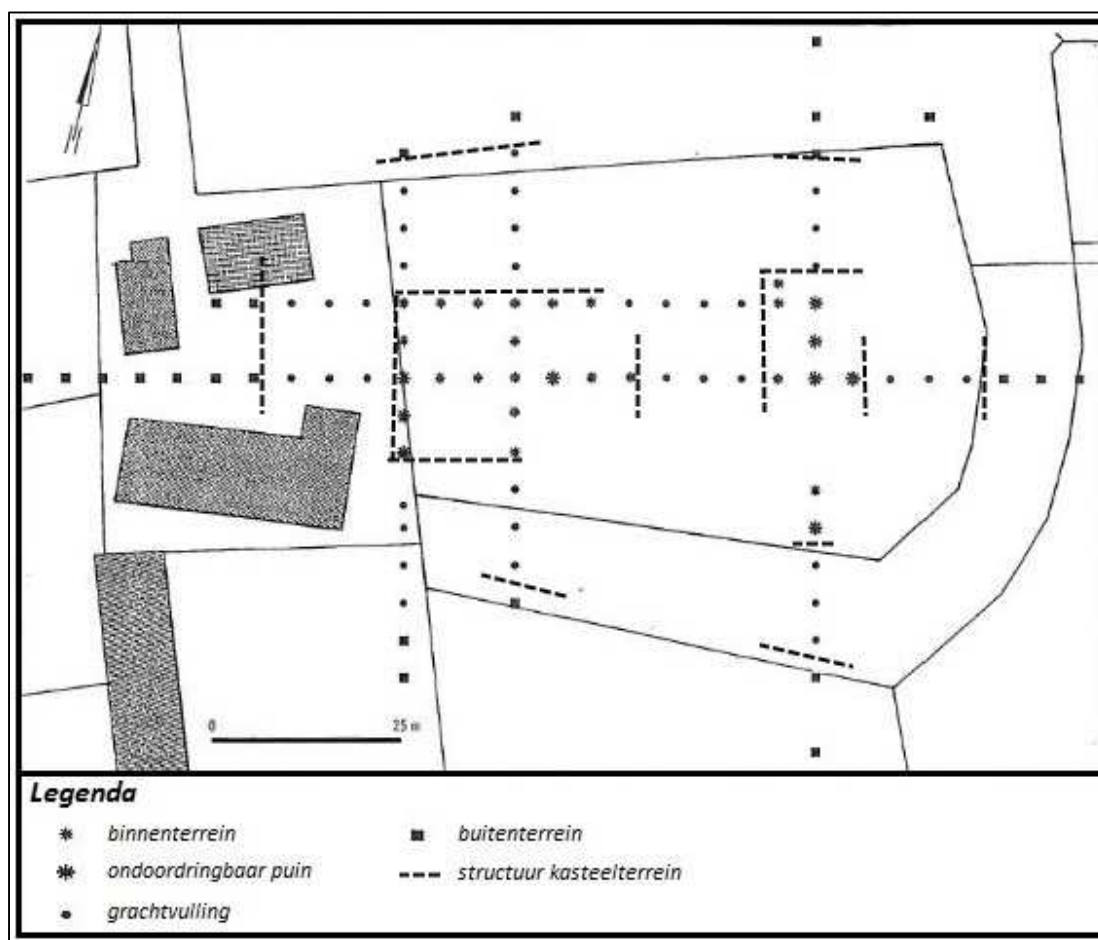 0 25 m
Legenda
binnenterrein buitenterrein
ondoordringbaar puin structuur kasteelterrein
grachtvulling